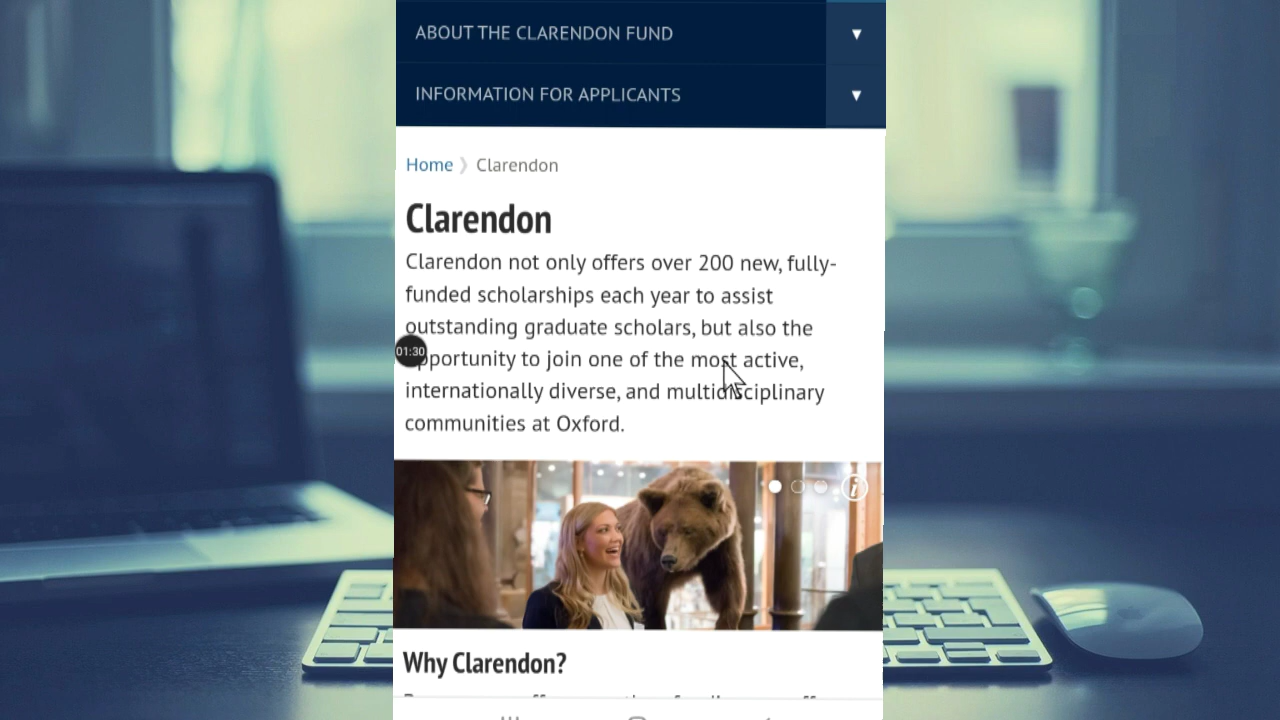 ABOUT THE CLARENDON FUND ▼
INFORMATION FOR APPLICANTS ▼
Home 〉 Clarendon
Clarendon
Clarendon not only offers over 200 new, fully-
funded scholarships each year to assist
outstanding graduate scholars, but also the
opportunity to join one of the most active,
internationally diverse, and multidisciplinary
communities at Oxford.
01:30
i
Why Clarendon?